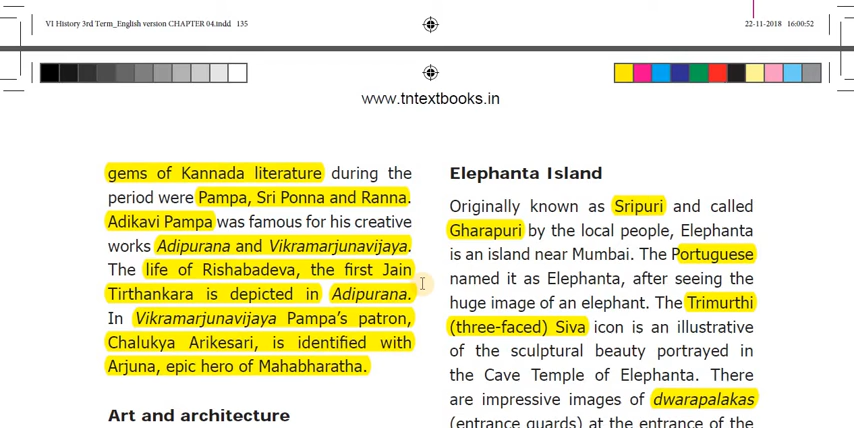 VI History 3rd Term_English version CHAPTER 04.indd 135
22-11-2018 16:00:52
www.tntextbooks.in
gems of Kannada literature during the
period were Pampa, Sri Ponna and Ranna.
Adikavi Pampa was famous for his creative
works Adipurana and Vikramarjunavijaya.
The life of Rishabadeva, the first Jain
Tirthankara is depicted in Adipurana.
In Vikramarjunavijaya Pampa's patron,
Chalukya Arikesari, is identified with
Arjuna, epic hero of Mahabharatha.
Art and architecture
Elephanta Island
Originally known as Sripuri and called
Gharapuri by the local people, Elephanta
is an island near Mumbai. The Portuguese
named it as Elephanta, after seeing the
huge image of an elephant. The Trimurthi
(three-faced) Siva icon is an illustrative
of the sculptural beauty portrayed in
the Cave Temple of Elephanta. There
are impressive images of dwarapalakas
(entrance guards) at the entrance of the